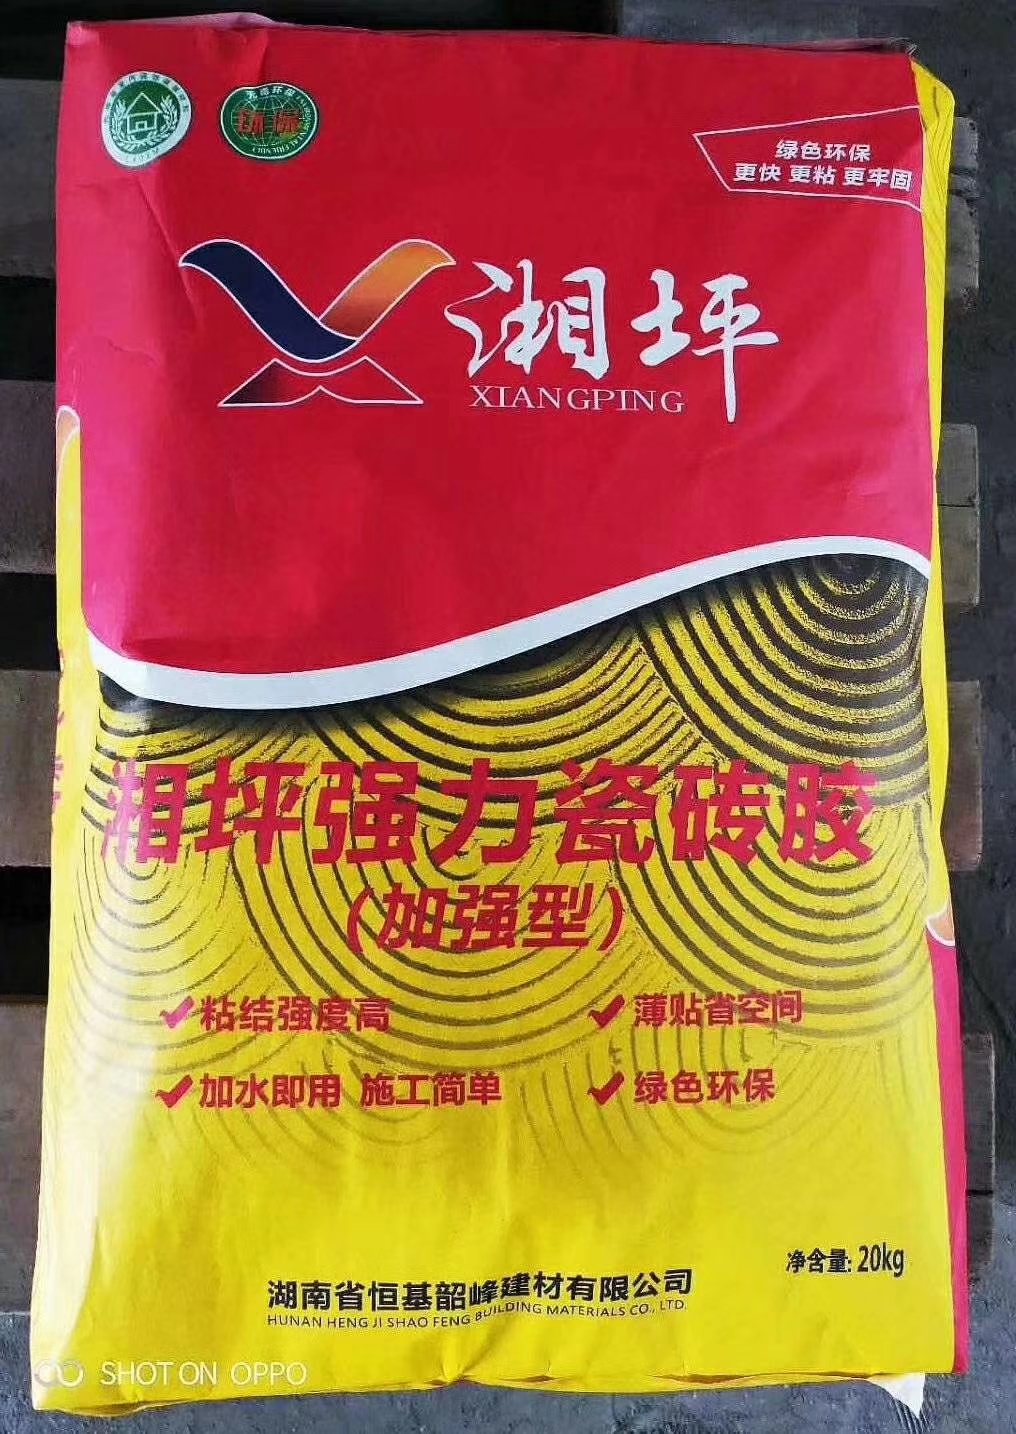 环保
绿色环保
更快 更粘 更牢固
湘坪
XIANGPING
湘坪强力瓷砖胶
(加强型)
粘结强度高
薄贴省空间
加水即用 施工简单
绿色环保
净含量: 20kg
湖南省恒基韶峰建材有限公司
HUNAN HENG JI SHAO FENG BUILDING MATERIALS CO., LTD.
SHOT ON OPPO